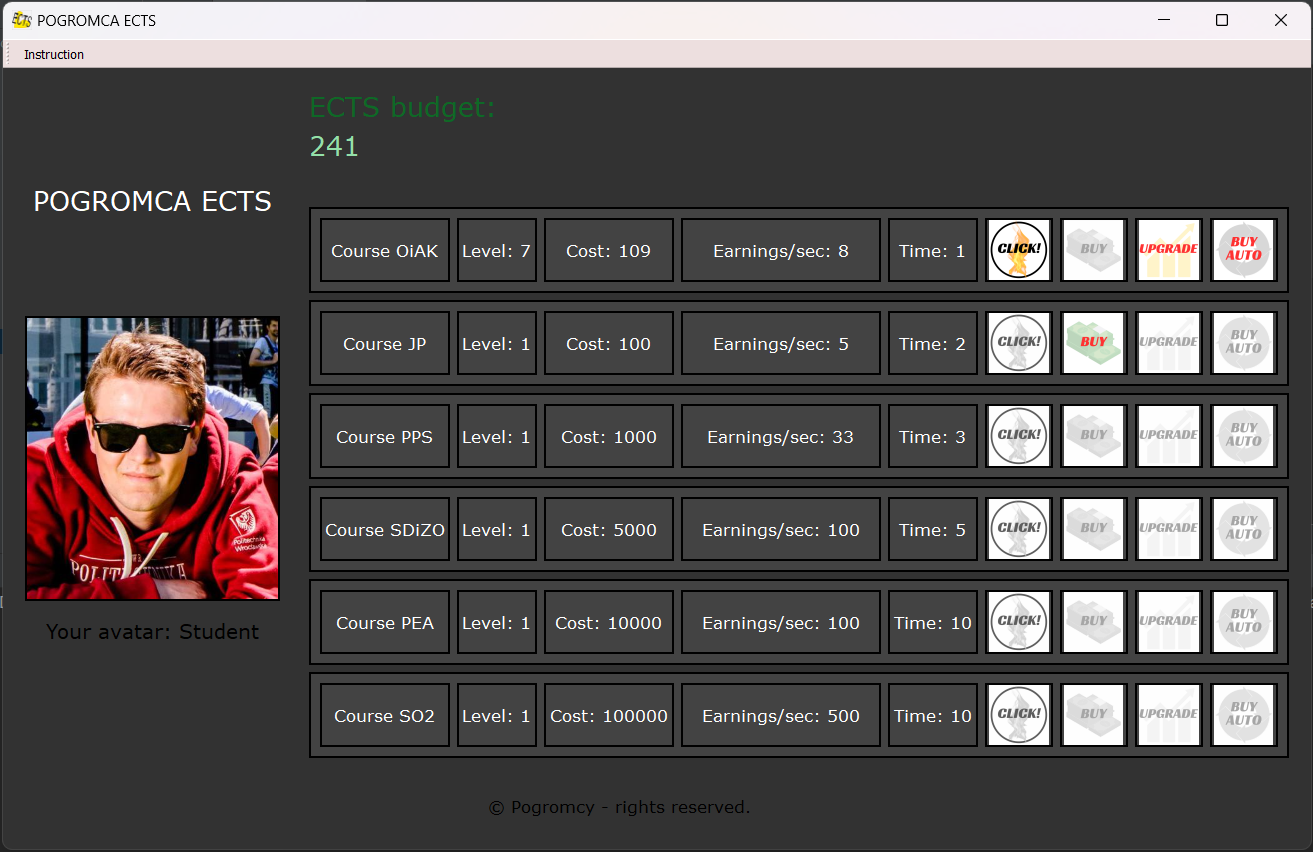 POGROMCA ECTS
Instruction
ECTS budget:
241
POGROMCA ECTS
Course OiAK Level: 7 Cost: 109 Earnings/sec: 8 Time: 1 CLICK! BUY UPGRADE BUY AUTO
Course JP Level: 1 Cost: 100 Earnings/sec: 5 Time: 2 CLICK! BUY UPGRADE BUY AUTO
Course PPS Level: 1 Cost: 1000 Earnings/sec: 33 Time: 3 CLICK! BUY UPGRADE BUY AUTO
Course SDiZO Level: 1 Cost: 5000 Earnings/sec: 100 Time: 5 CLICK! BUY UPGRADE BUY AUTO
Course PEA Level: 1 Cost: 10000 Earnings/sec: 100 Time: 10 CLICK! BUY UPGRADE BUY AUTO
Course SO2 Level: 1 Cost: 100000 Earnings/sec: 500 Time: 10 CLICK! BUY UPGRADE BUY AUTO
Politechnika
Wrocławska
POLITECHNIKA
Your avatar: Student
© Pogromcy - rights reserved.